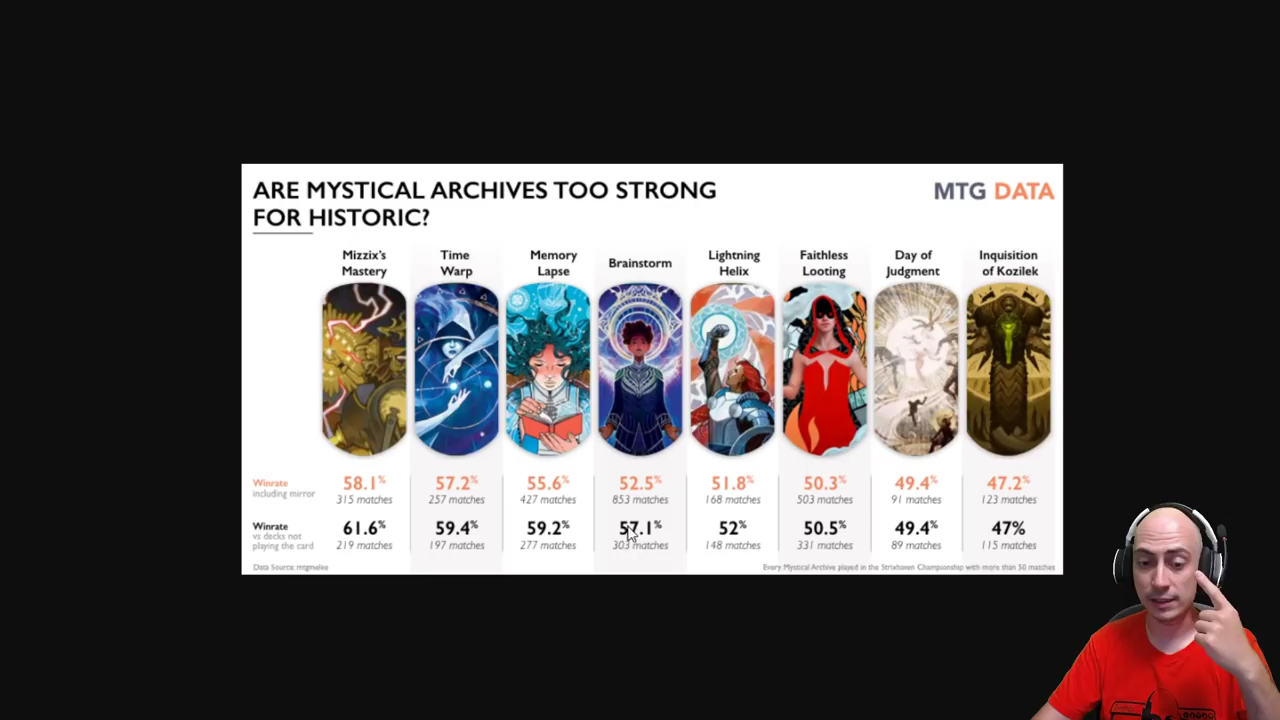 ARE MYSTICAL ARCHIVES TOO STRONG
FOR HISTORIC?
MTG DATA
Mizzix's Mastery
Time Warp
Memory Lapse
Brainstorm
Lightning Helix
Faithless Looting
Day of Judgment
Inquisition of Kozilek
Winrate
including mirror
58.1% 57.2% 55.6% 52.5% 51.8% 50.3% 49.4% 47.2%
315 matches 257 matches 427 matches 853 matches 168 matches 503 matches 91 matches 123 matches
Winrate
vs decks not
playing the card
61.6% 59.4% 59.2% 57.1% 52% 50.5% 49.4% 47%
219 matches 197 matches 277 matches 303 matches 148 matches 331 matches 89 matches 115 matches
Data Source: mtgmelee
Every Mystical Archive played in the Strixhaven Championship with more than 50 matches